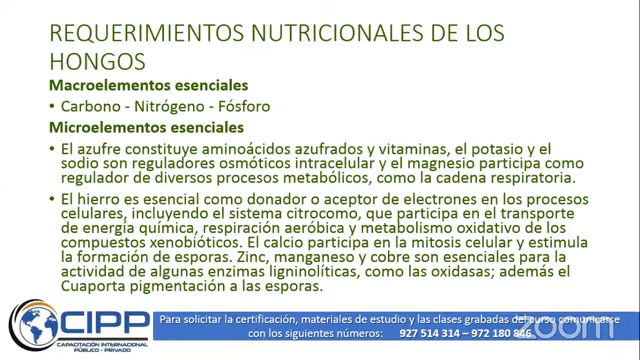 REQUERIMIENTOS NUTRICIONALES DE LOS
HONGOS
Macroelementos esenciales
• Carbono - Nitrógeno - Fósforo
Microelementos esenciales
• El azufre constituye aminoácidos azufrados y vitaminas, el potasio y el
sodio son reguladores osmóticos intracelular y el magnesio participa como
regulador de diversos procesos metabólicos, como la cadena respiratoria.
• El hierro es esencial como donador o aceptor de electrones en los procesos
celulares, incluyendo el sistema citrocomo, que participa en el transporte
de energía química, respiración aeróbica y metabolismo oxidativo de los
compuestos xenobióticos. El calcio participa en la mitosis celular y estimula
la formación de esporas. Zinc, manganeso y cobre son esenciales para la
actividad de algunas enzimas ligninolíticas, como las oxidasas; además el
Cuaporta pigmentación a las esporas.
CIPP
CAPACITACIÓN INTERNACIONAL
PÚBLICO - PRIVADO
Para solicitar la certificación, materiales de estudio y las clases grabadas del curso comunicarse
con los siguientes números: 927 514 314 – 972 180 846
zoom